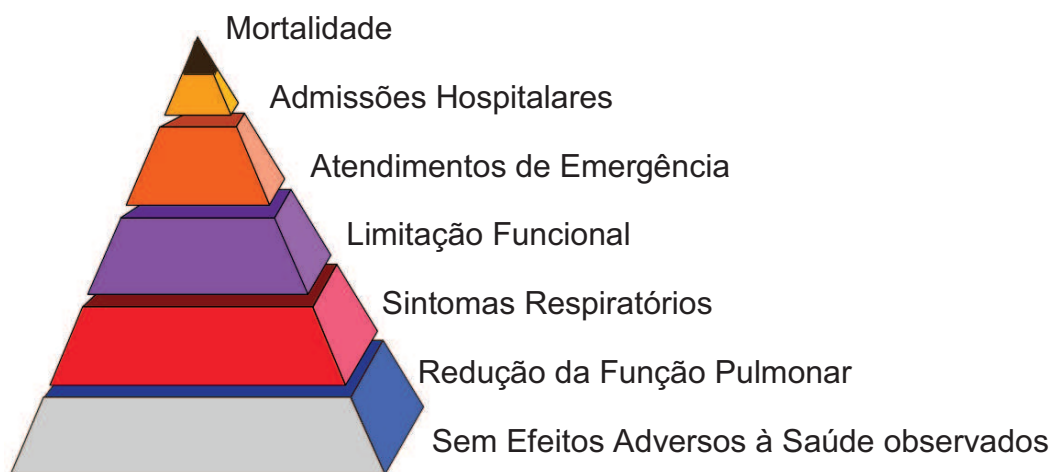 Mortalidade
Admissões Hospitalares
Atendimentos de Emergência
Limitação Funcional
Sintomas Respiratórios
Redução da Função Pulmonar
Sem Efeitos Adversos à Saúde observados